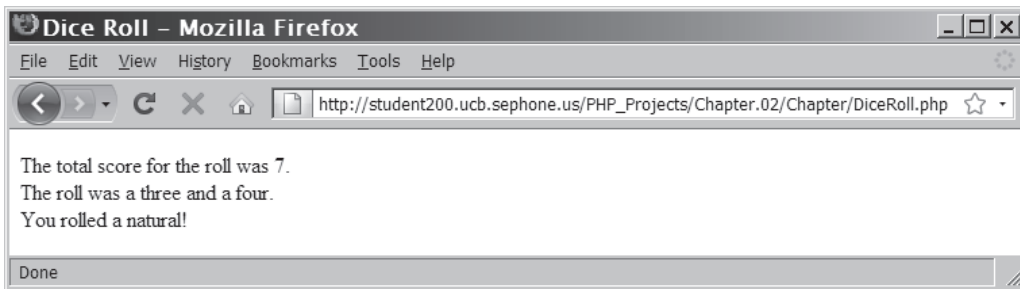 Dice Roll – Mozilla Firefox
File Edit View History Bookmarks Tools Help
http://student200.ucb.sephone.us/PHP_Projects/Chapter.02/Chapter/DiceRoll.php
The total score for the roll was 7.
The roll was a three and a four.
You rolled a natural!
Done